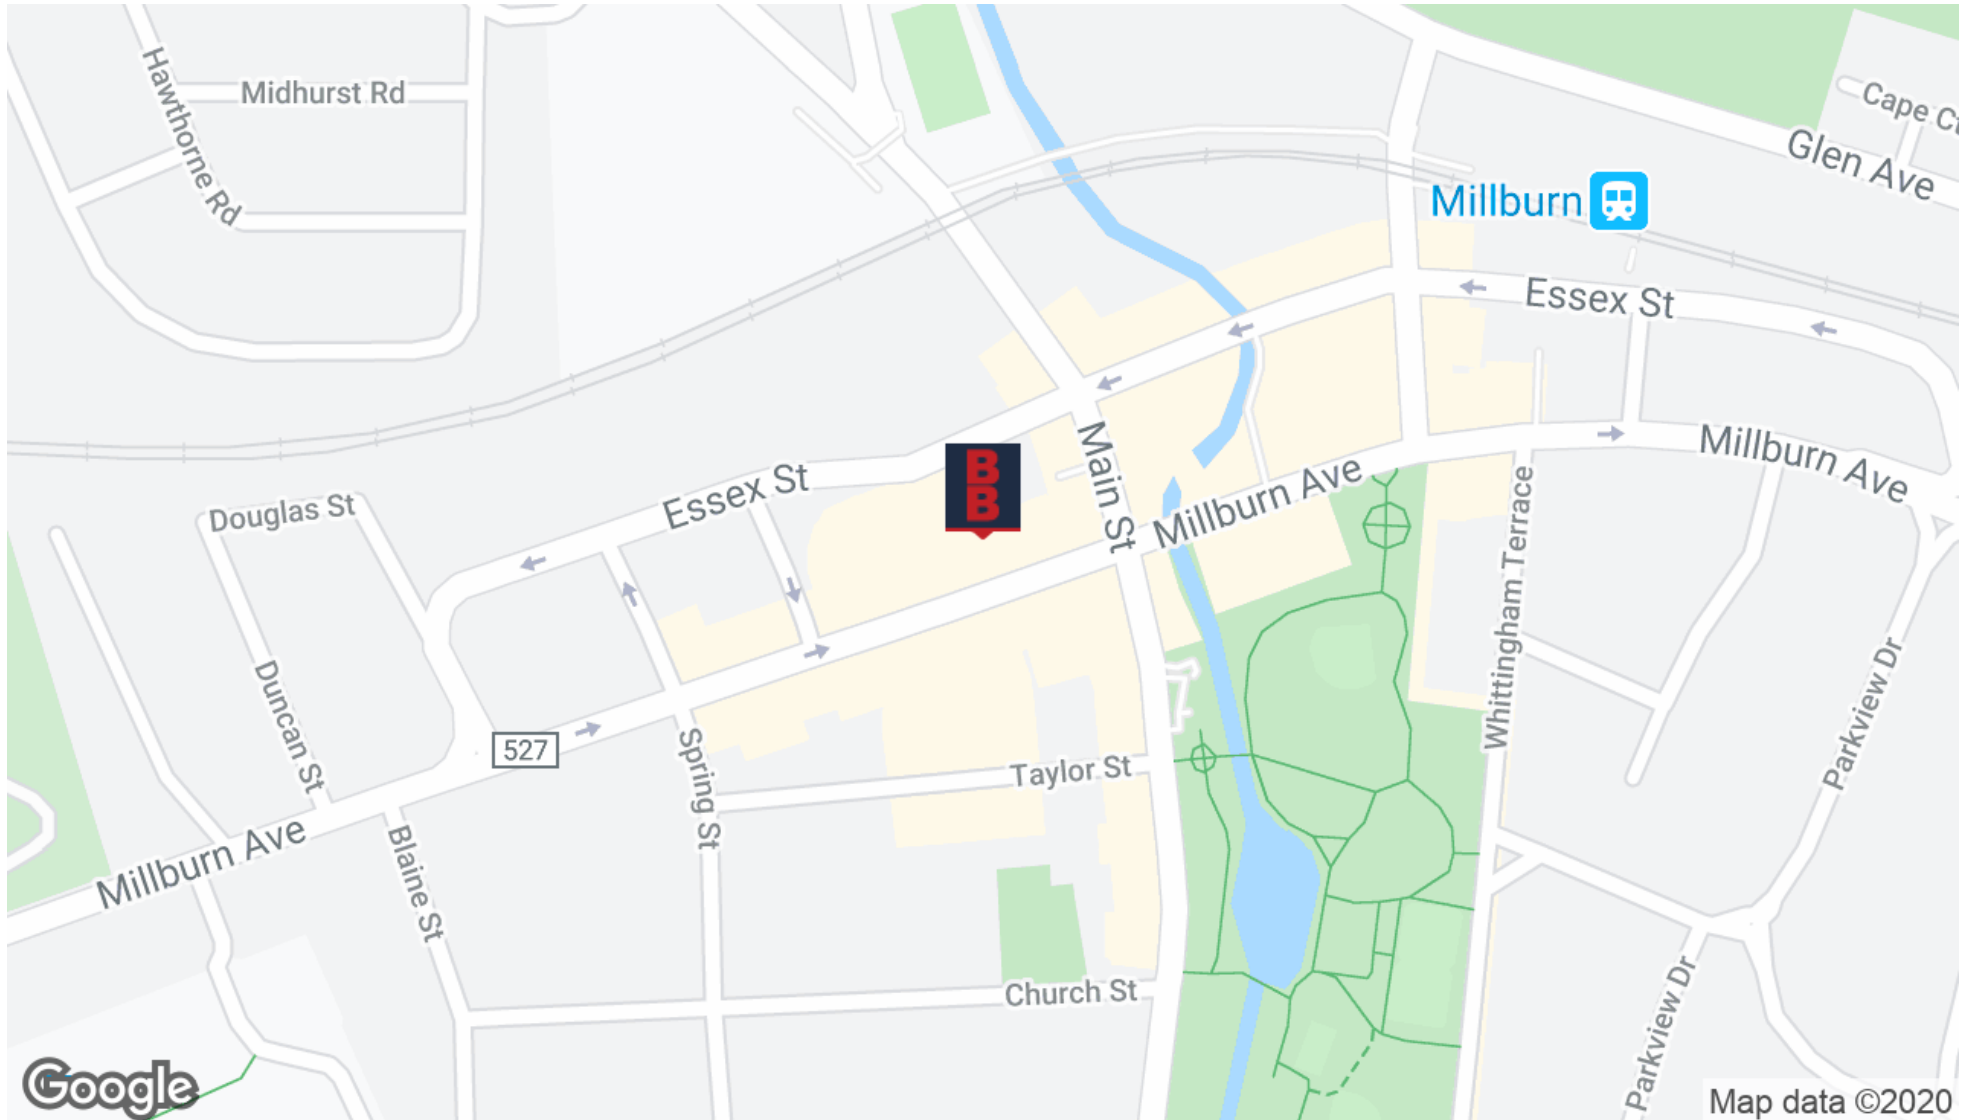 Midhurst Rd
Hawthorne Rd
Cape Ct
Glen Ave
Millburn
Essex St
Main St
Millburn Ave
Millburn Ave
B
B
Essex St
Douglas St
Whittingham Terrace
Duncan St
Parkview Dr
527
Spring St
Taylor St
Millburn Ave
Blaine St
Church St
Parkview Dr
Google
Map data ©2020